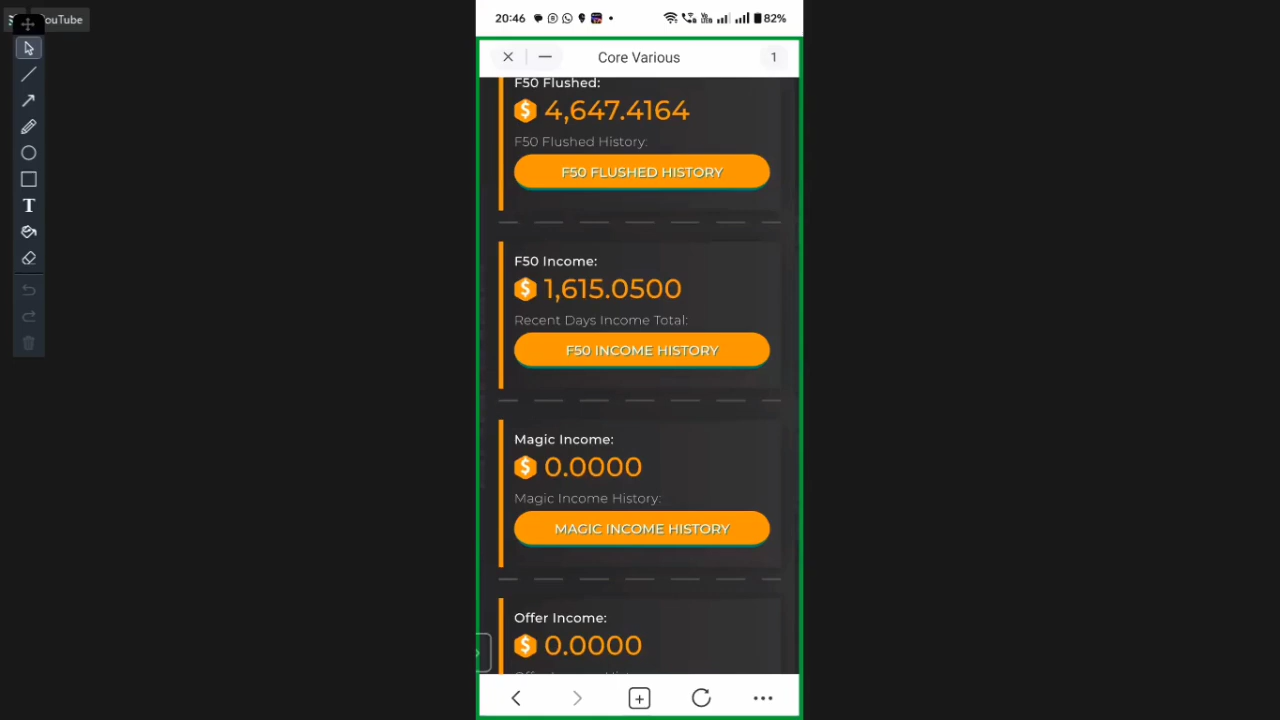 ouTube
20:46
82%
Core Various
1
F50 Flushed:
4,647.4164
F50 Flushed History:
F50 FLUSHED HISTORY
F50 Income:
1,615.0500
Recent Days Income Total:
F50 INCOME HISTORY
Magic Income:
0.0000
Magic Income History:
MAGIC INCOME HISTORY
Offer Income:
0.0000